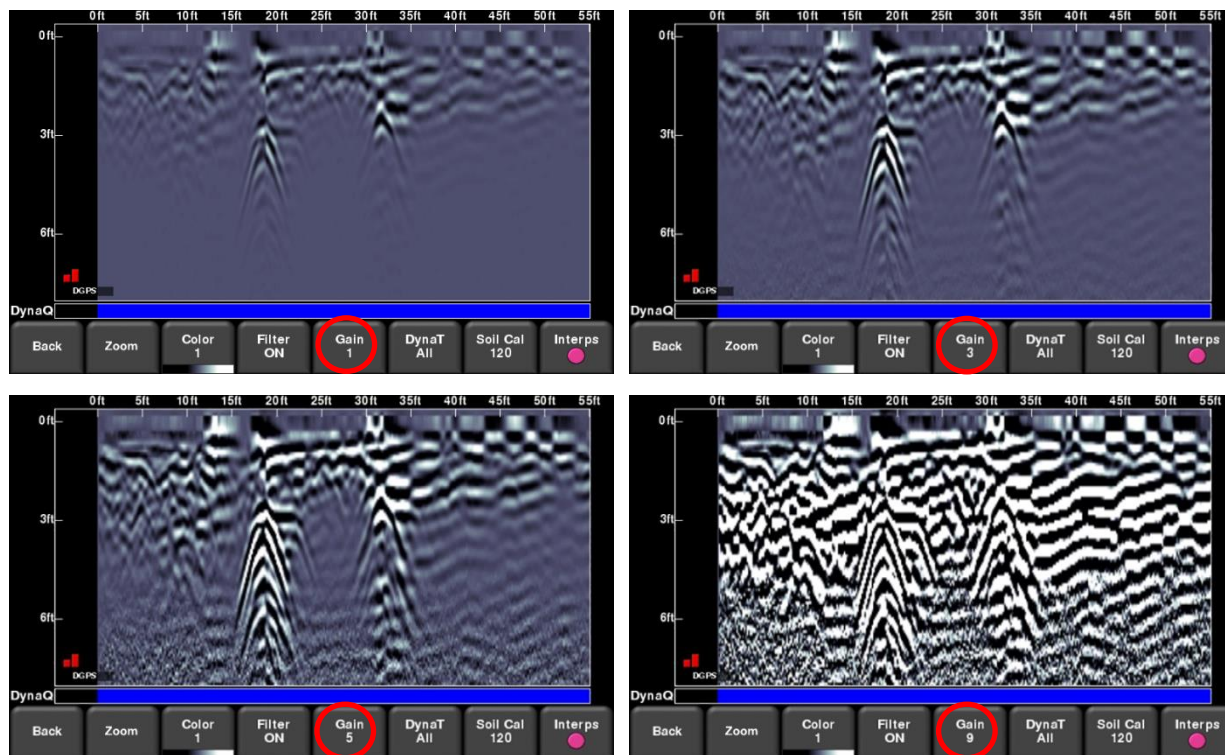 0ft 5ft 10ft 15ft 20ft 25ft 30ft 35ft 40ft 45ft 50ft 55ft
0ft
3ft
6ft
DGPS
DynaQ
Back Zoom Color 1 Filter ON Gain 1 DynaT All Soil Cal 120 Interps
0ft 5ft 10ft 15ft 20ft 25ft 30ft 35ft 40ft 45ft 50ft 55ft
0ft
3ft
6ft
DGPS
DynaQ
Back Zoom Color 1 Filter ON Gain 3 DynaT All Soil Cal 120 Interps
0ft 5ft 10ft 15ft 20ft 25ft 30ft 35ft 40ft 45ft 50ft 55ft
0ft
3ft
6ft
DGPS
DynaQ
Back Zoom Color 1 Filter ON Gain 5 DynaT All Soil Cal 120 Interps
0ft 5ft 10ft 15ft 20ft 25ft 30ft 35ft 40ft 45ft 50ft 55ft
0ft
3ft
6ft
DGPS
DynaQ
Back Zoom Color 1 Filter ON Gain 9 DynaT All Soil Cal 120 Interps